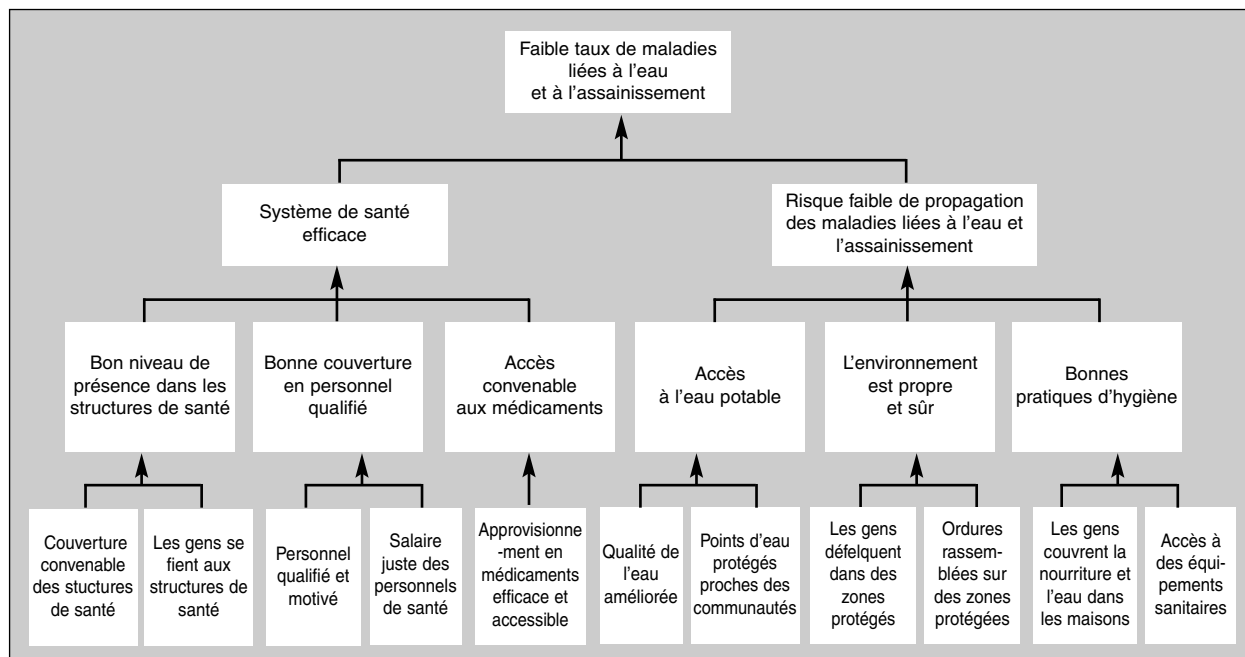 Faible taux de maladies
liées à l'eau
et à l'assainissement
Système de santé
efficace
Risque faible de propagation
des maladies liées à l'eau et
l'assainissement
Bon niveau de
présence dans les
structures de santé
Bonne couverture
en personnel
qualifié
Accès
convenable
aux médicaments
Accès
à l'eau potable
L'environnement
est propre
et sûr
Bonnes
pratiques d'hygiène
Couverture
convenable
des stuctures
de santé
Les gens se
fient aux
structures de
santé
Personnel
qualifié et
motivé
Salaire
juste des
personnels
de santé
Approvisionne
-ment en
médicaments
efficace et
accessible
Qualité de
l'eau
améliorée
Points d'eau
protégés
proches des
communautés
Les gens
défelquent
dans des
zones
protégés
Ordures
rassem-
blées sur
des zones
protégées
Les gens
couvrent la
nourriture et
l'eau dans
les maisons
Accès à
des équi-
pements
sanitaires